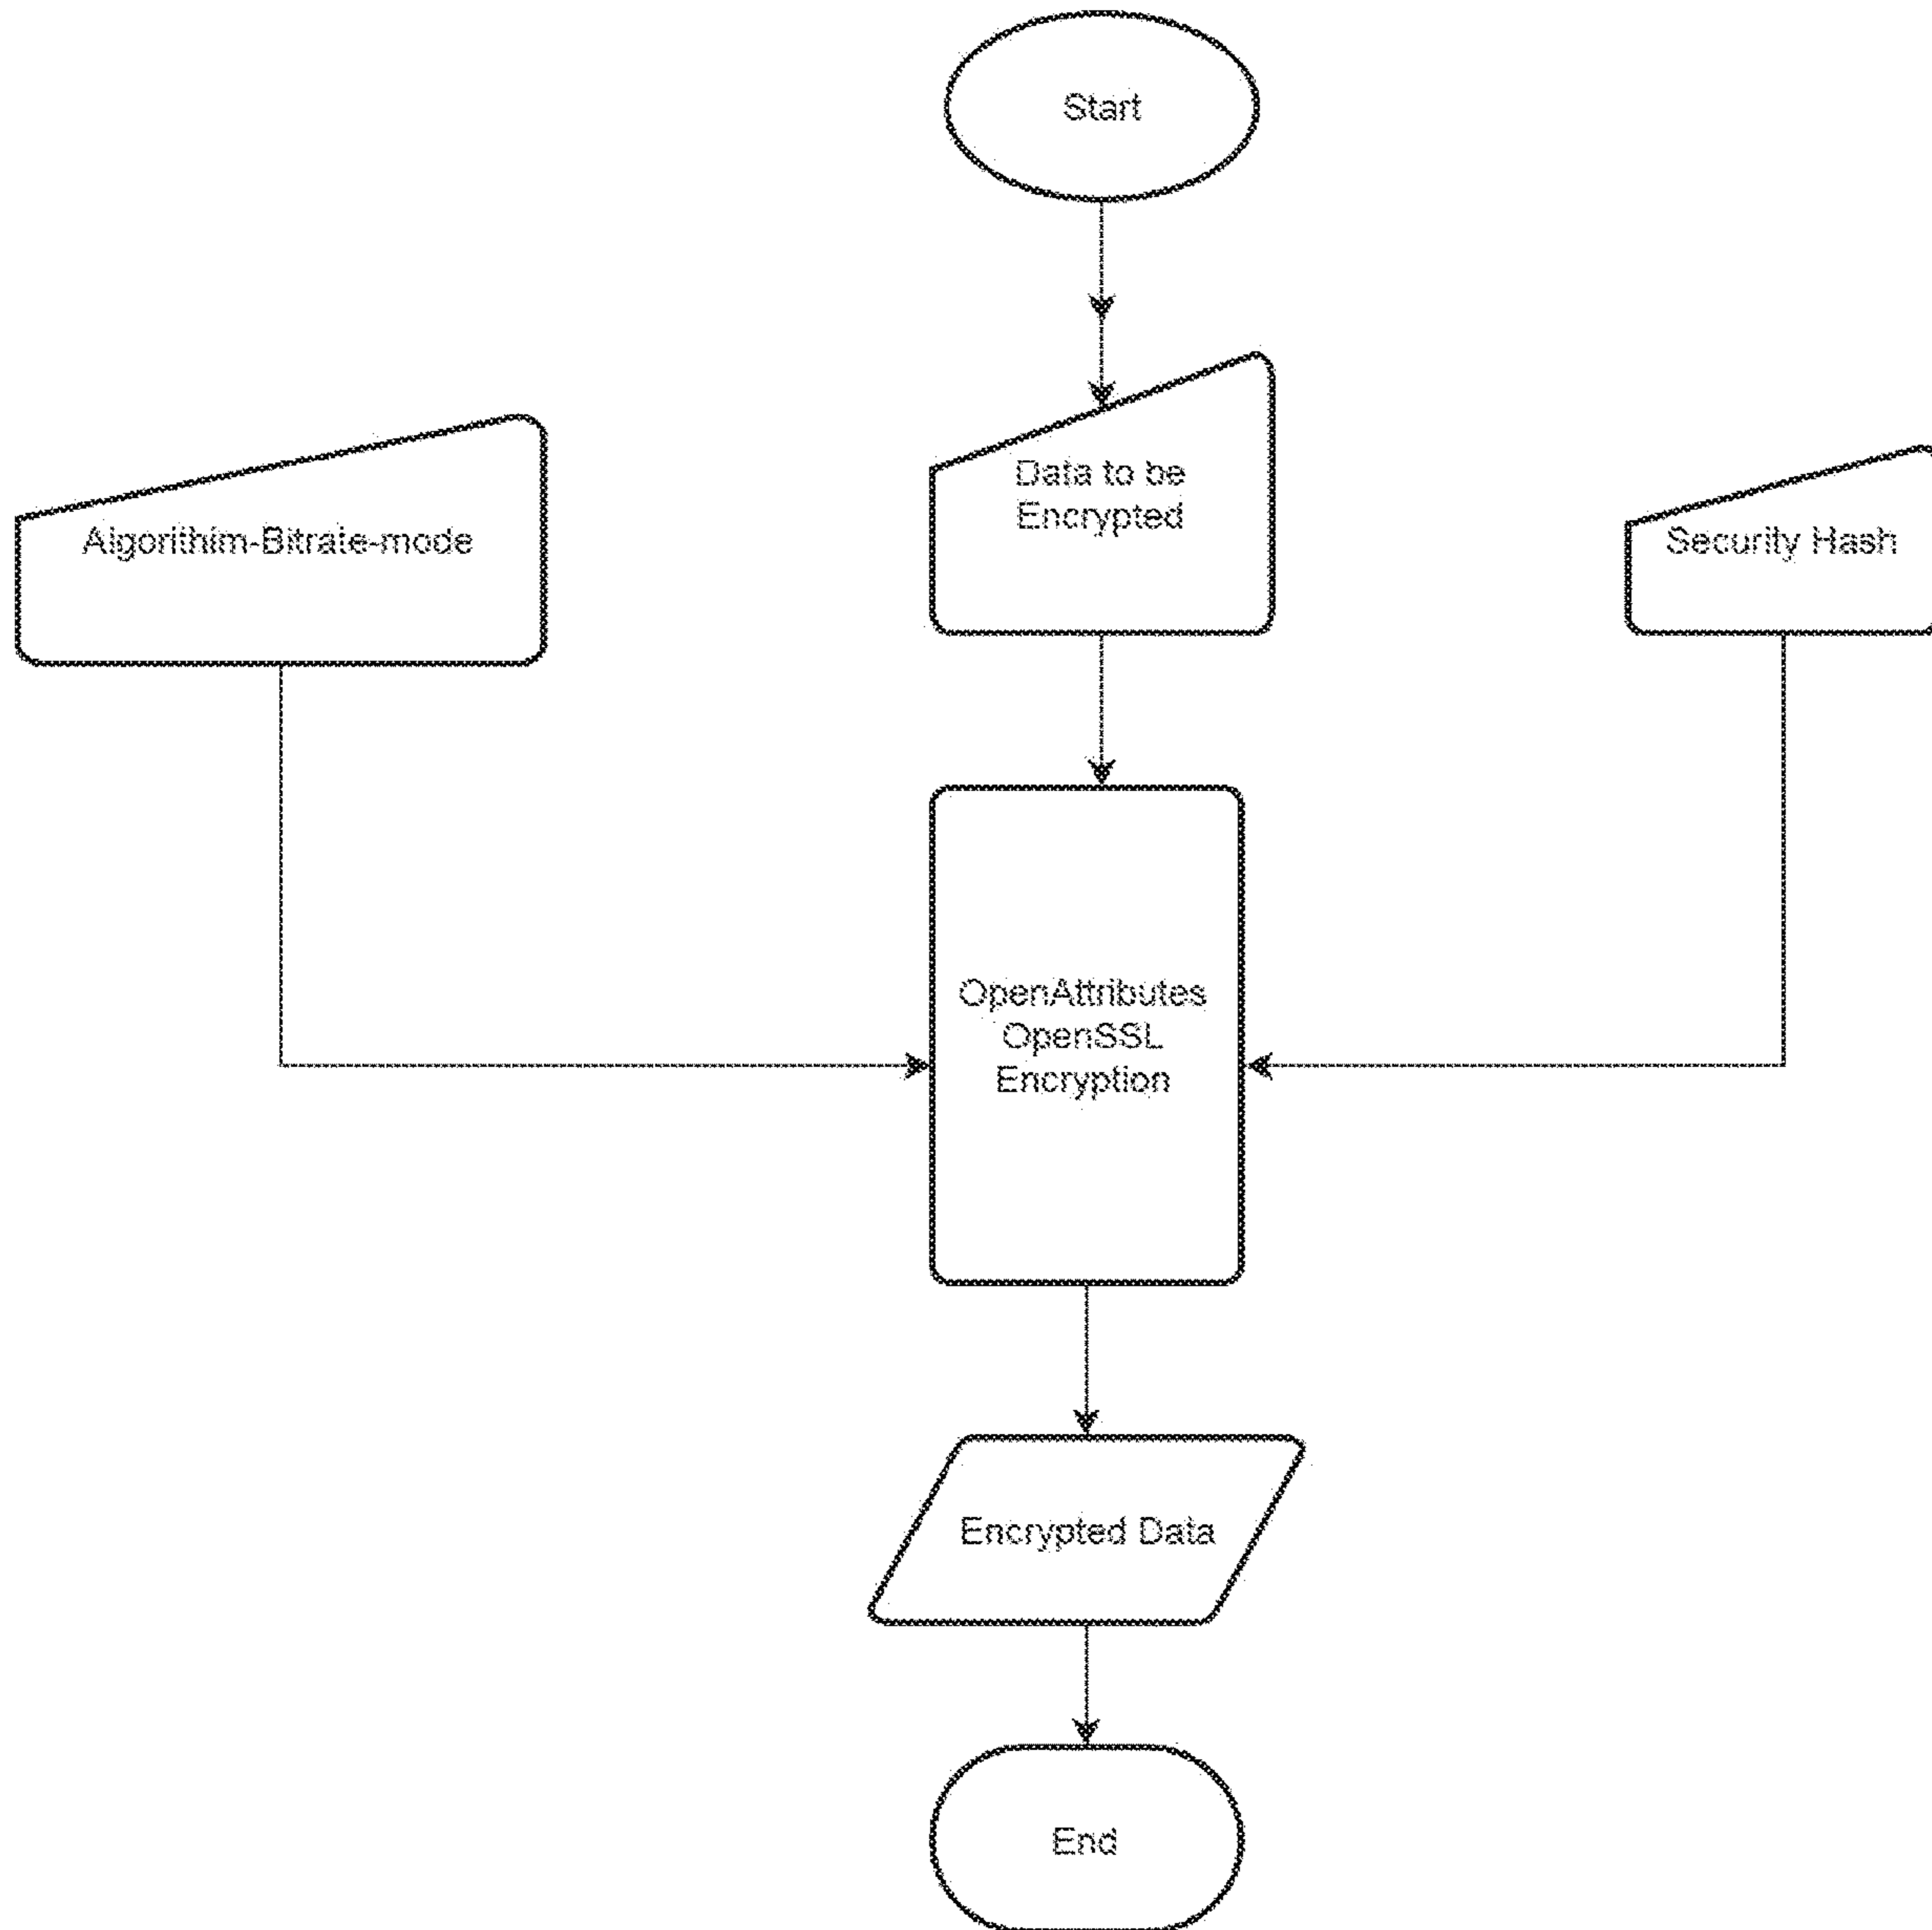 Start
Data to be
Encrypted
Algorithim-Bitrate-mode
Security Hash
OpenAttributes
OpenSSL
Encryption
Encrypted Data
End